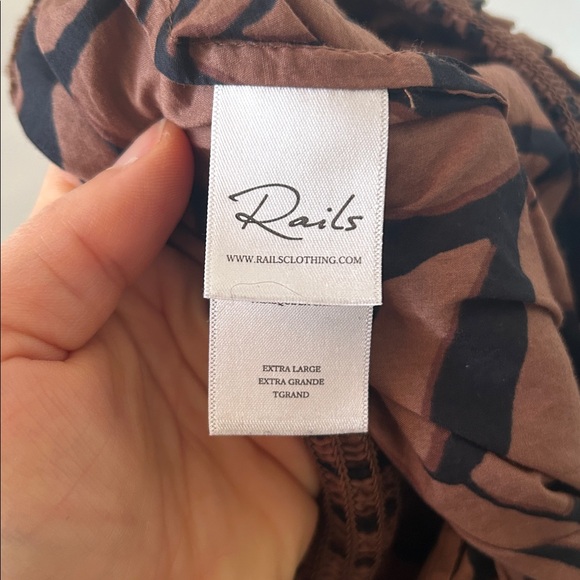 Rails
WWW.RAILSCLOTHING.COM
EXTRA LARGE
EXTRA GRANDE
TGRAND